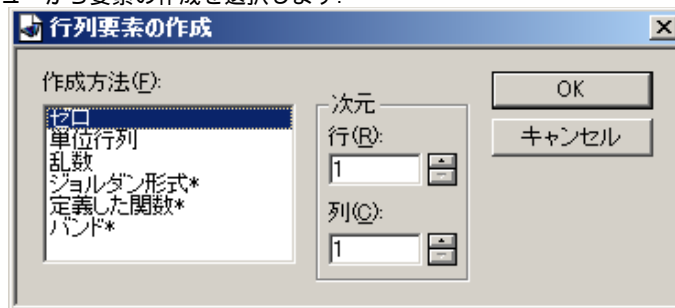 ューから要素の作成を選択します.
行列要素の作成
作成方法(F):
ゼロ
単位行列
乱数
ジョルダン形式*
定義した関数*
バンド*
次元
行(R):
1
列(C):
1
OK
キャンセル